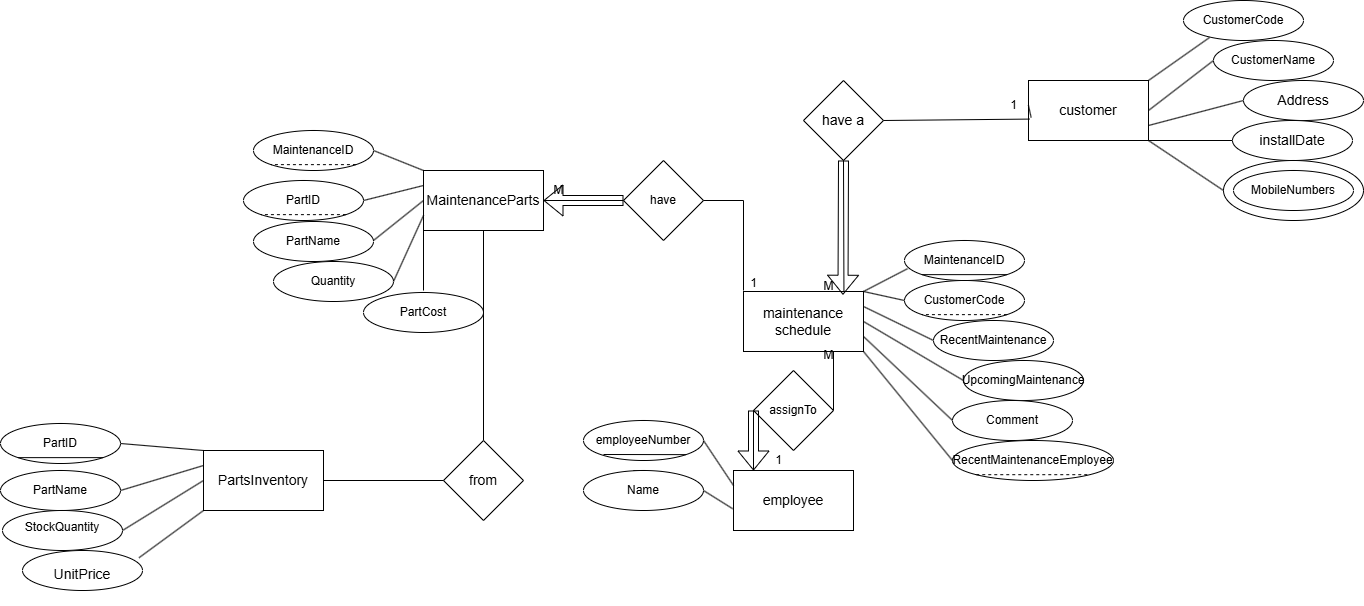 CustomerCode
CustomerName
Address
installDate
MobileNumbers
customer
1
have a
MaintenanceID
PartID
PartName
Quantity
PartCost
MaintenanceParts
M
have
1
M
maintenance
schedule
M
MaintenanceID
CustomerCode
RecentMaintenance
UpcomingMaintenance
Comment
RecentMaintenanceEmployee
assignTo
1
employeeNumber
Name
employee
PartID
PartName
StockQuantity
UnitPrice
PartsInventory
from